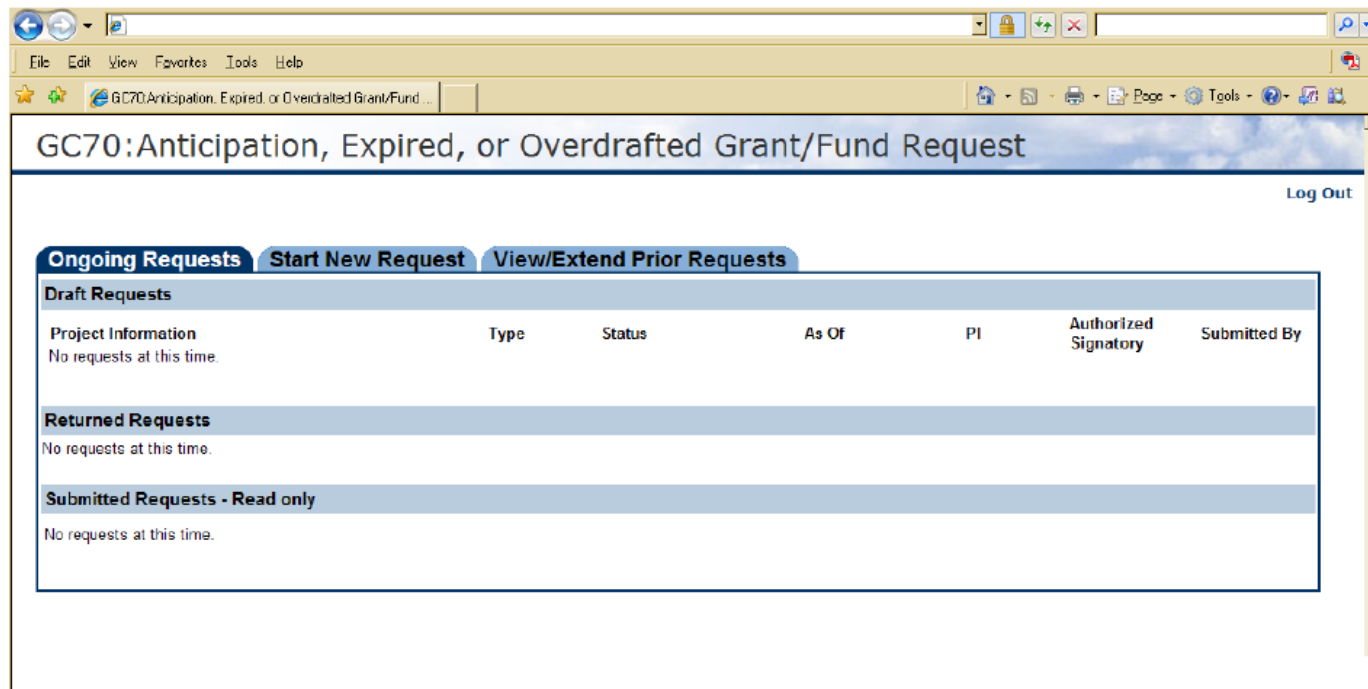 File Edit View Favorites Tools Help
GC70:Anticipation, Expired, or Overdrafted Grant/Fund ...
Page Tools
GC70:Anticipation, Expired, or Overdrafted Grant/Fund Request
Log Out
Ongoing Requests Start New Request View/Extend Prior Requests
Draft Requests
Project Information Type Status As Of PI Authorized Signatory Submitted By
No requests at this time.
Returned Requests
No requests at this time.
Submitted Requests - Read only
No requests at this time.